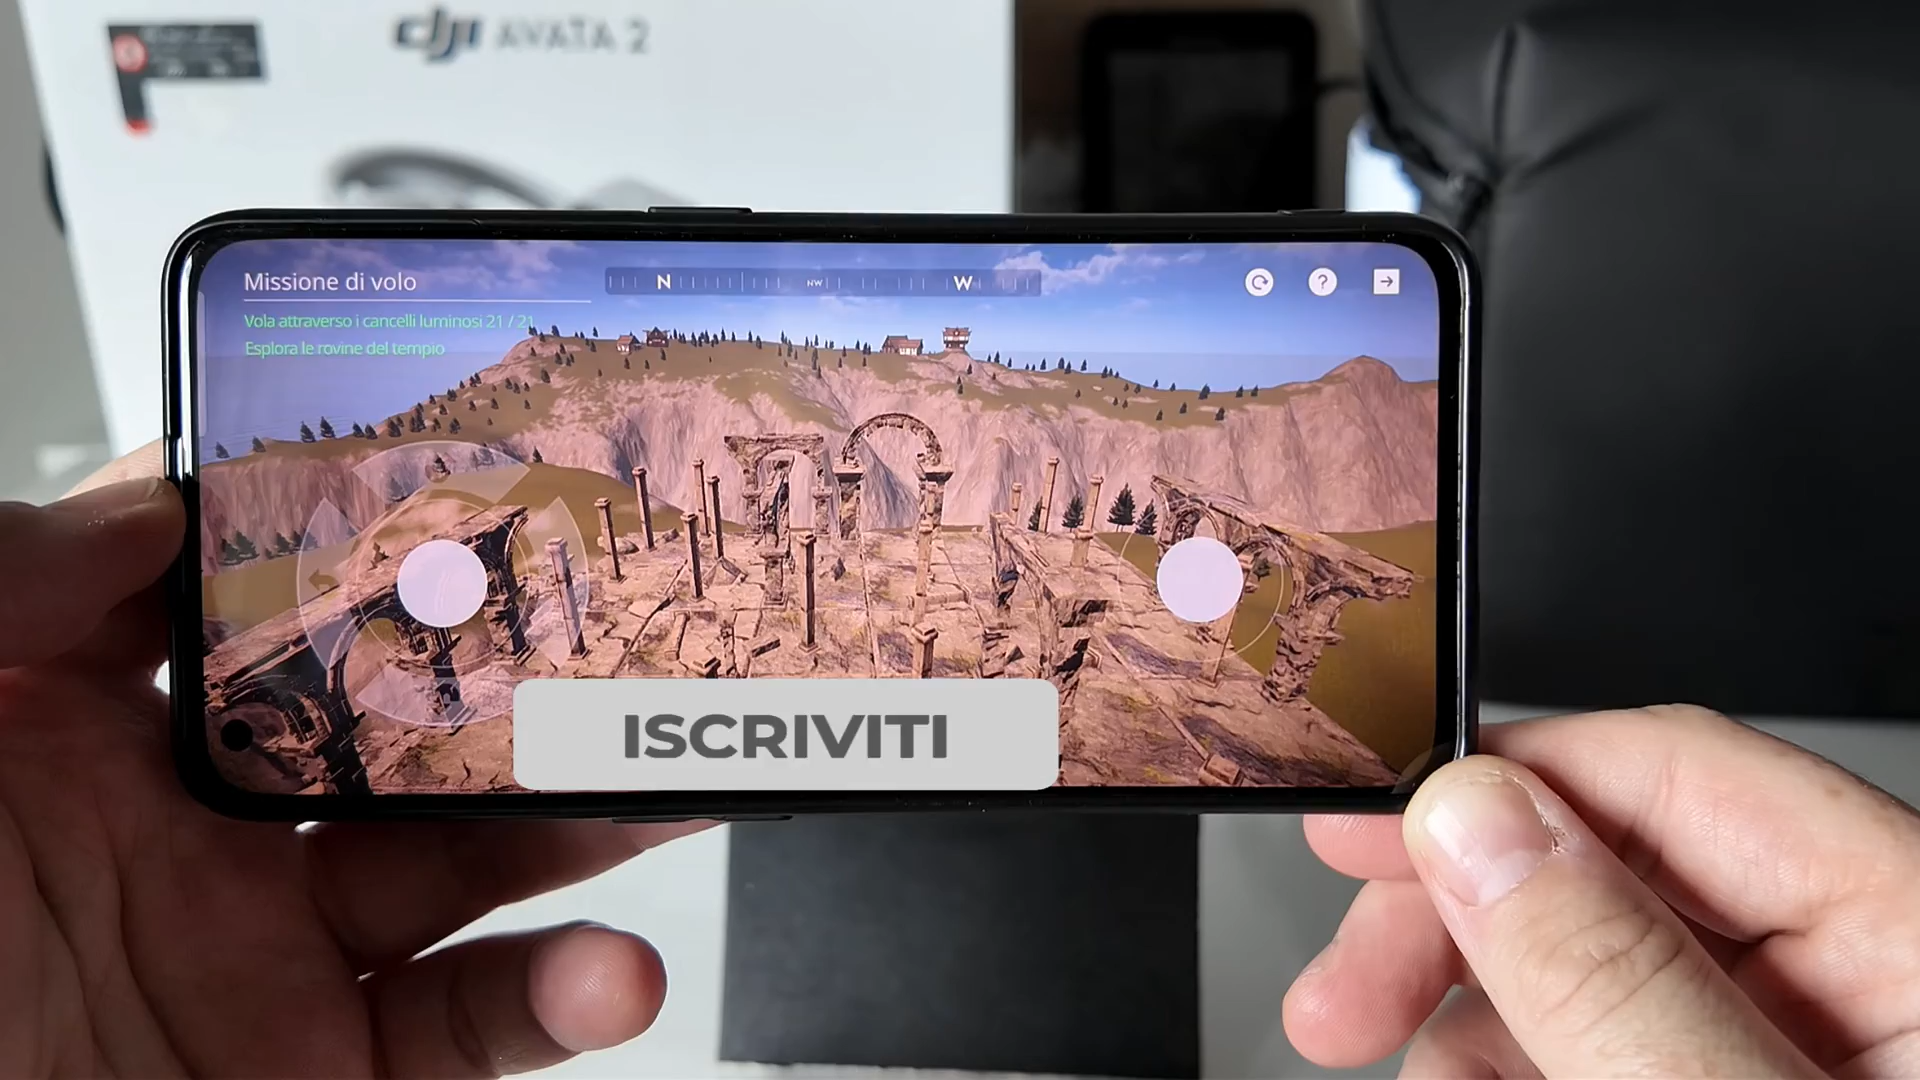 dji AVATA 2
Missione di volo
Vola attraverso i cancelli luminosi 21 / 21
Esplora le rovine del tempio
N
NW
W
?
ISCRIVITI